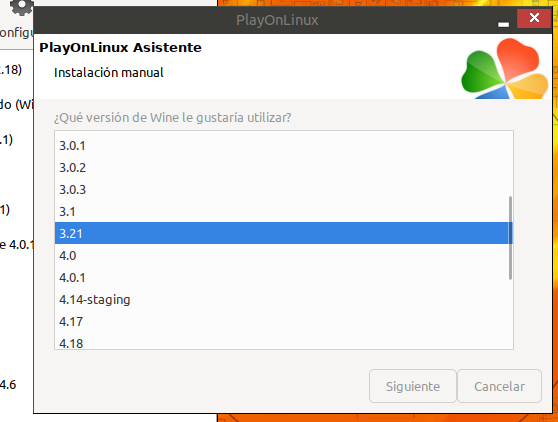 PlayOnLinux
onfigu
PlayOnLinux Asistente
Instalación manual
.18)
do (Wi
.1)
1)
e 4.0.1
4.6
¿Qué versión de Wine le gustaría utilizar?
3.0.1
3.0.2
3.0.3
3.1
3.21
4.0
4.0.1
4.14-staging
4.17
4.18
Siguiente
Cancelar